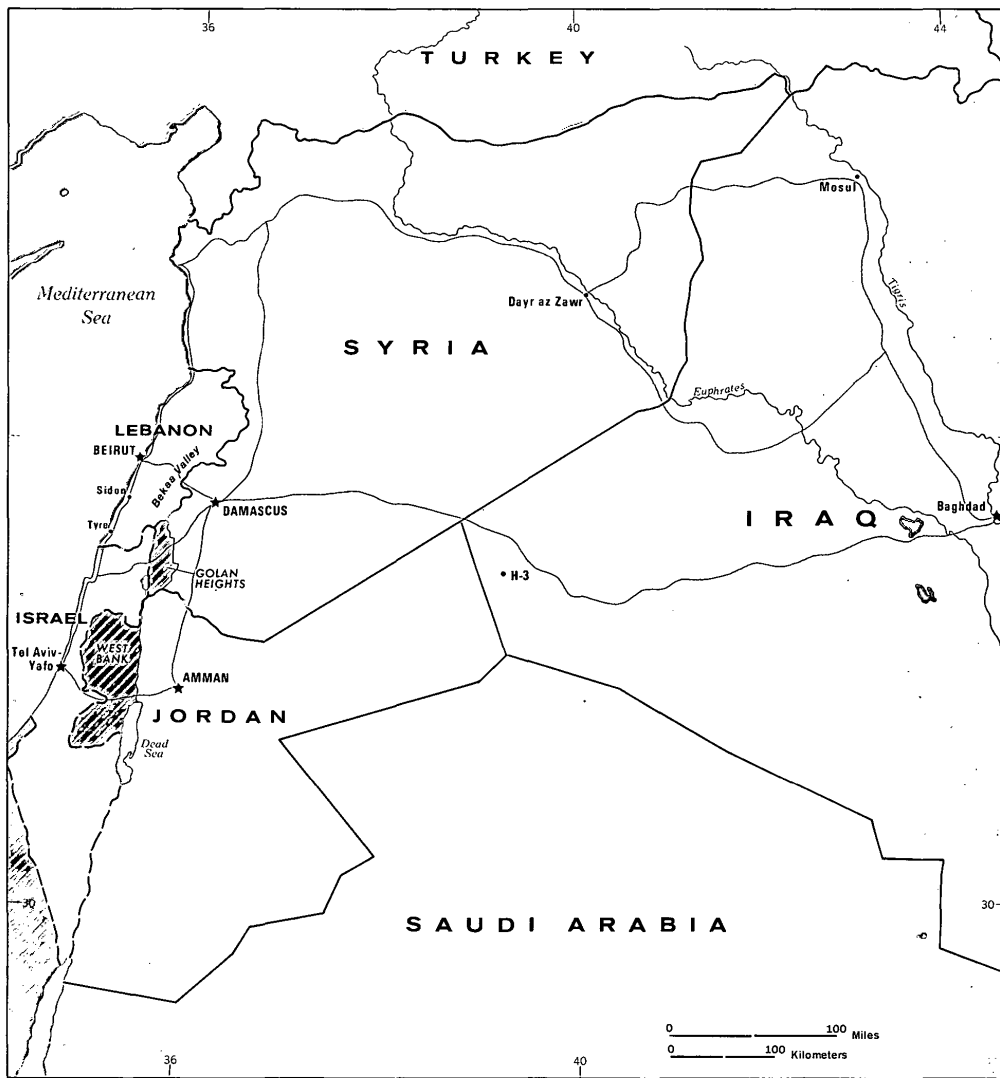 36
40
44
TURKEY
Mosul
Mediterranean
Sea
Dayr az Zawr
Tigris
SYRIA
Euphrates
LEBANON
BEIRUT
Bekaa Valley
Sidon
DAMASCUS
Baghdad
IRAQ
Tyre
GOLAN
HEIGHTS
H-3
ISRAEL
Tel Aviv-
Yafo
WEST
BANK
AMMAN
JORDAN
Dead
Sea
30
30
SAUDI ARABIA
0 100 Miles
0 100 Kilometers
36
40